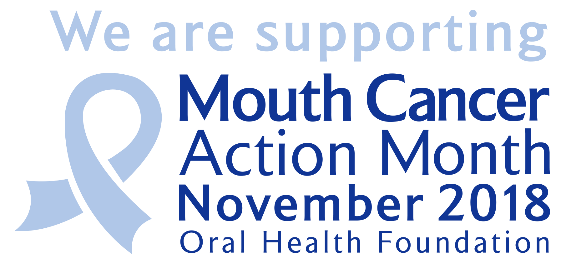 We are supporting
Mouth Cancer
Action Month
November 2018
Oral Health Foundation